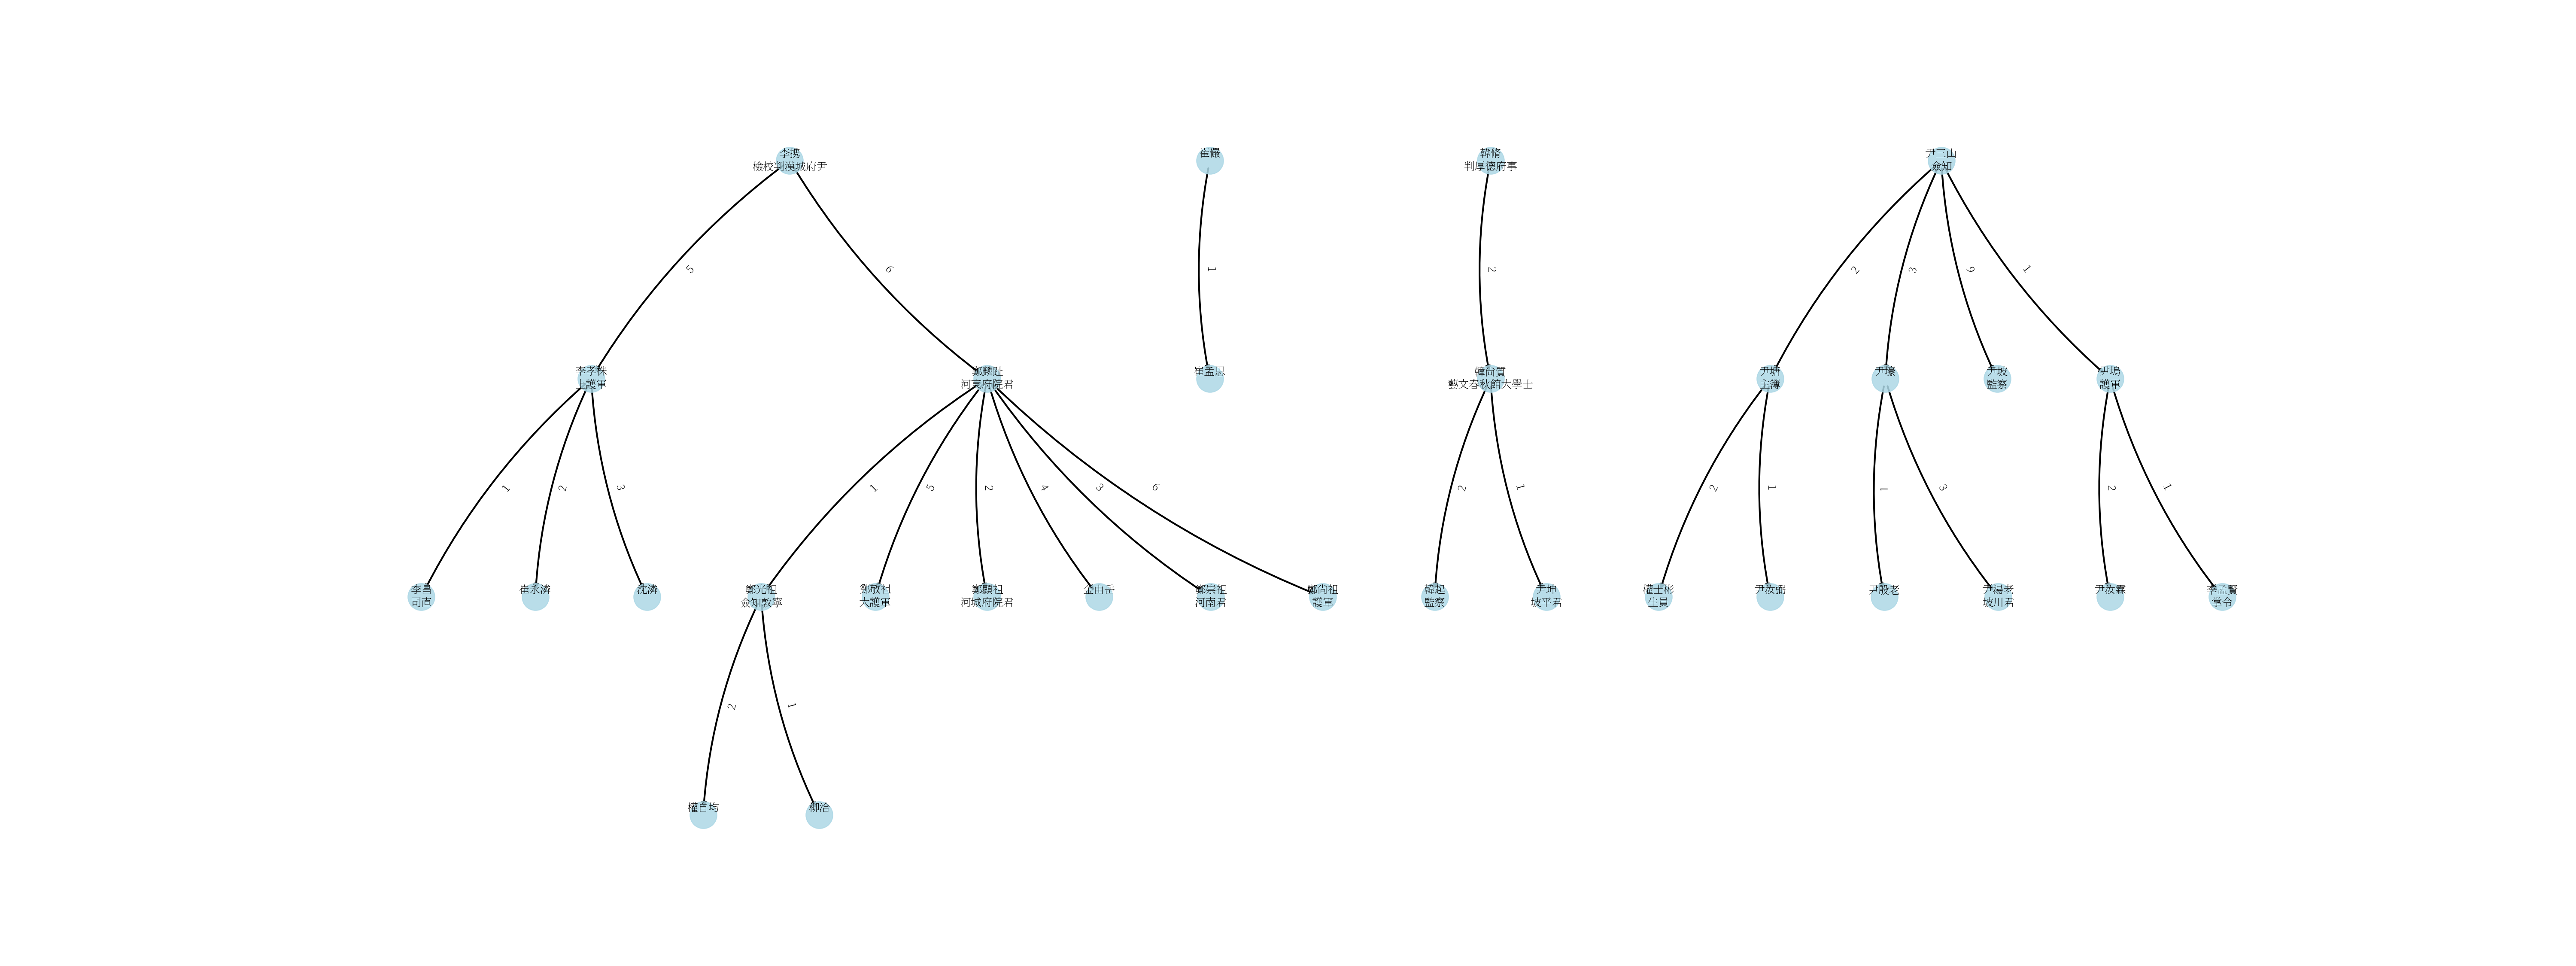 李携
檢校判漢城府尹
崔儼
韓脩
判厚德府事
尹三山
僉知
5
6
1
2
2
3
9
1
李孝
上護軍
鄭麟趾
河東府院君
崔孟思
韓尚質
藝文春秋館大學士
尹塘
主簿
尹壕
尹坡
監察
尹塢
護軍
1
2
3
1
5
2
4
3
6
2
1
2
1
1
3
2
1
李昌
司直
崔永潾
沈潾
鄭光祖
僉知敦寧
鄭敬祖
大護軍
鄭顯祖
河城府院君
金由岳
鄭崇祖
河南君
鄭尚祖
護軍
韓起
監察
尹坤
坡平君
權士彬
生員
尹汝弼
尹殷老
尹湯老
坡川君
尹汝霖
李孟賢
掌令
2
1
權自均
柳洽